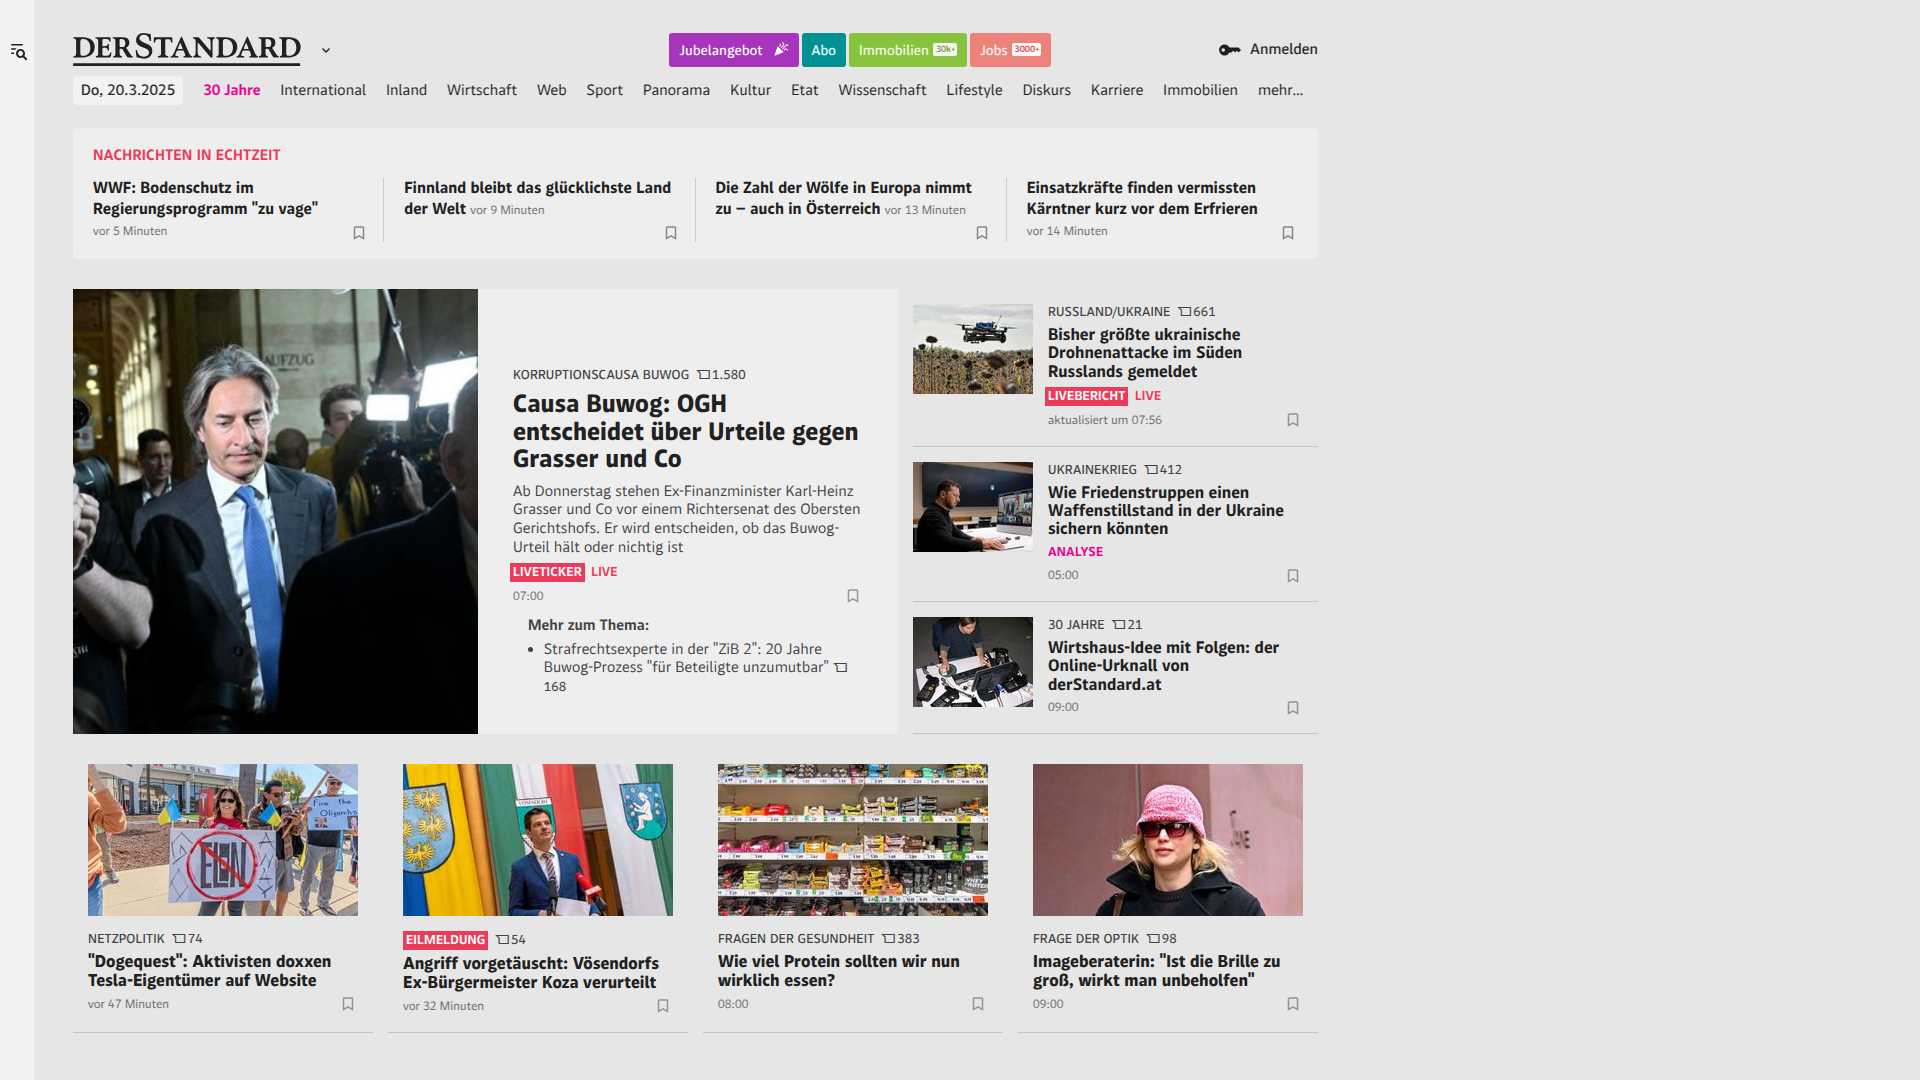 DERSTANDARD
Jubelangebot
Abo
Immobilien 30k+
Jobs 3000+
Anmelden
Do, 20.3.2025
30 Jahre
International
Inland
Wirtschaft
Web
Sport
Panorama
Kultur
Etat
Wissenschaft
Lifestyle
Diskurs
Karriere
Immobilien
mehr...
NACHRICHTEN IN ECHTZEIT
WWF: Bodenschutz im
Regierungsprogramm "zu vage"
vor 5 Minuten
Finnland bleibt das glücklichste Land
der Welt vor 9 Minuten
Die Zahl der Wölfe in Europa nimmt
zu – auch in Österreich vor 13 Minuten
Einsatzkräfte finden vermissten
Kärntner kurz vor dem Erfrieren
vor 14 Minuten
AUFZUG
KORRUPTIONSCAUSA BUWOG 1.580
Causa Buwog: OGH
entscheidet über Urteile gegen
Grasser und Co
Ab Donnerstag stehen Ex-Finanzminister Karl-Heinz
Grasser und Co vor einem Richtersenat des Obersten
Gerichtshofs. Er wird entscheiden, ob das Buwog-
Urteil hält oder nichtig ist
LIVETICKER LIVE
07:00
Mehr zum Thema:
• Strafrechtsexperte in der "ZiB 2": 20 Jahre
Buwog-Prozess "für Beteiligte unzumutbar"
168
RUSSLAND/UKRAINE 661
Bisher größte ukrainische
Drohnenattacke im Süden
Russlands gemeldet
LIVEBERICHT LIVE
aktualisiert um 07:56
UKRAINEKRIEG 412
Wie Friedenstruppen einen
Waffenstillstand in der Ukraine
sichern könnten
ANALYSE
05:00
30 JAHRE 21
Wirtshaus-Idee mit Folgen: der
Online-Urknall von
derStandard.at
09:00
ELON
NETZPOLITIK 74
"Dogequest": Aktivisten doxxen
Tesla-Eigentümer auf Website
vor 47 Minuten
VÖSENDORF
EILMELDUNG 54
Angriff vorgetäuscht: Vösendorfs
Ex-Bürgermeister Koza verurteilt
vor 32 Minuten
FRAGEN DER GESUNDHEIT 383
Wie viel Protein sollten wir nun
wirklich essen?
08:00
FRAGE DER OPTIK 98
Imageberaterin: "Ist die Brille zu
groß, wirkt man unbeholfen"
09:00